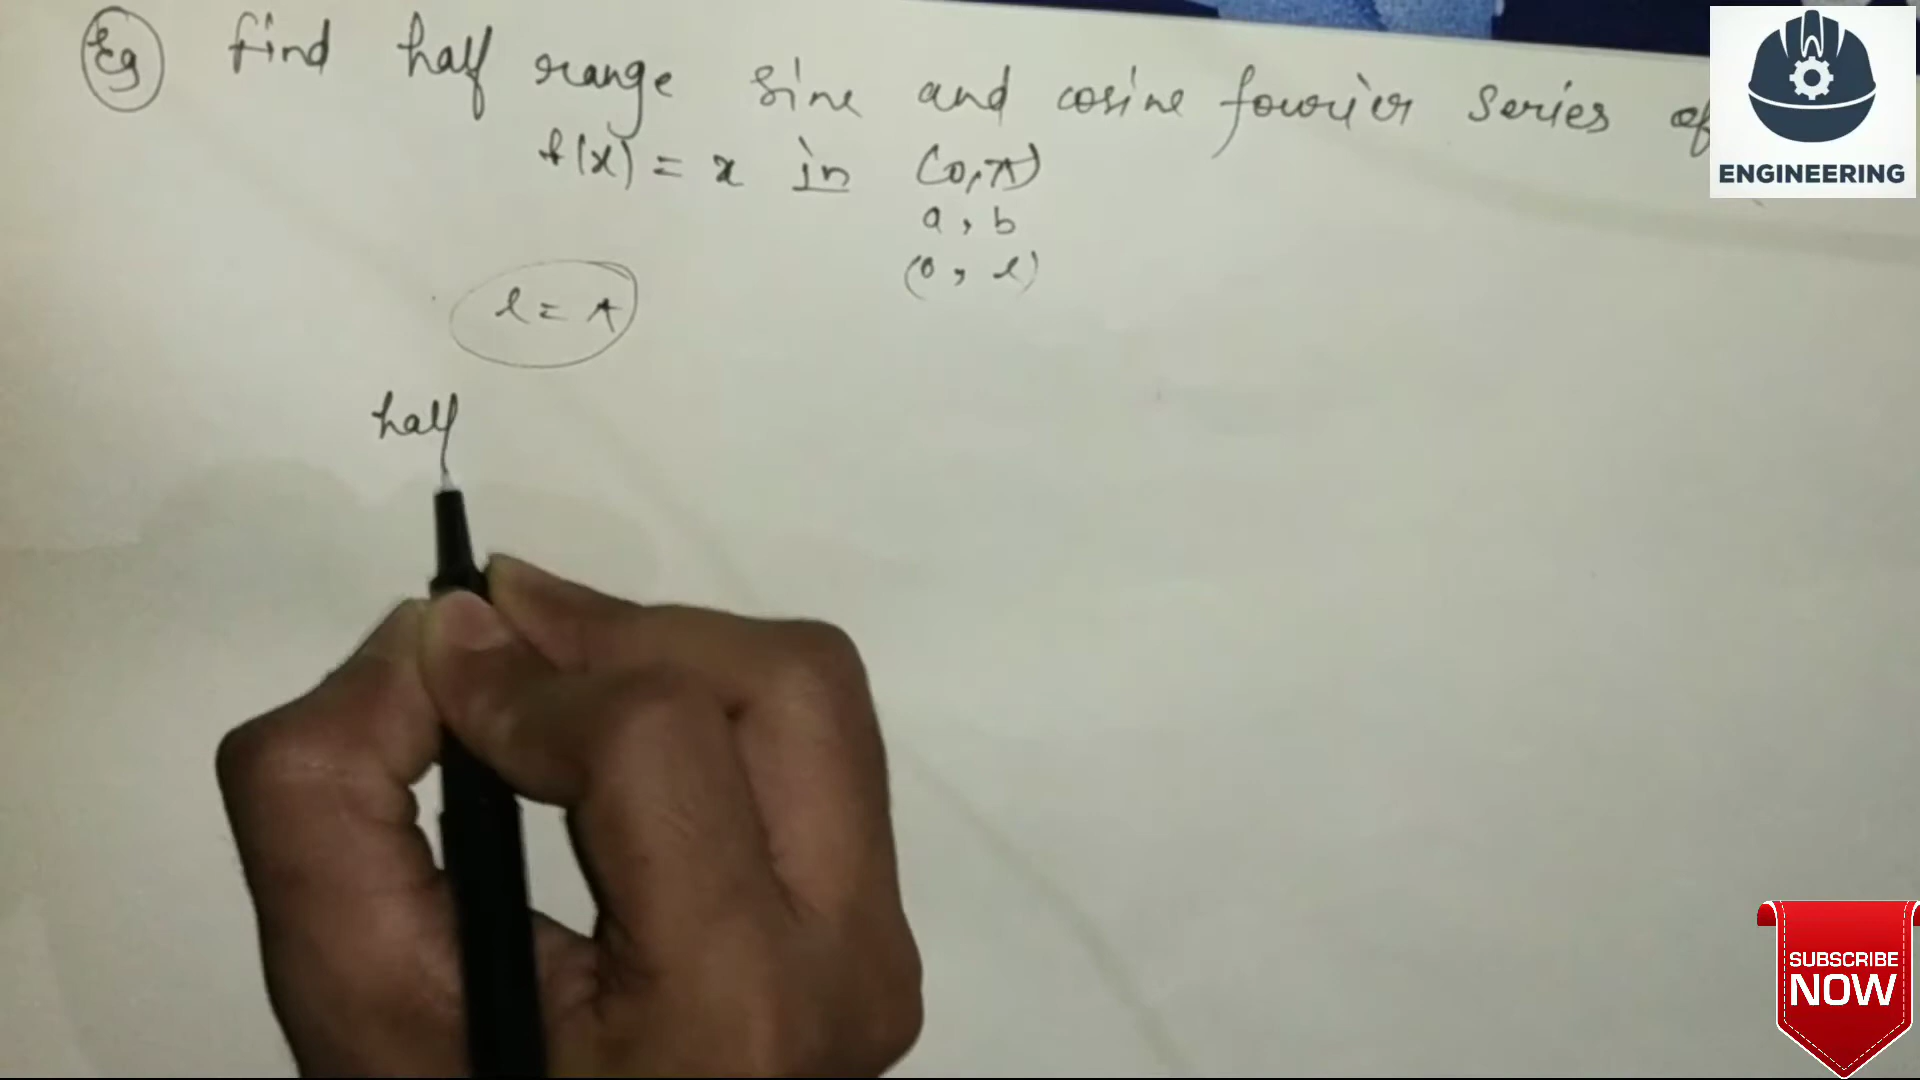 Eg find half range sine and cosine fourier series of
f(x) = x in (0, π)
a , b
(0 , l)
l = π
half
ENGINEERING
SUBSCRIBE
NOW